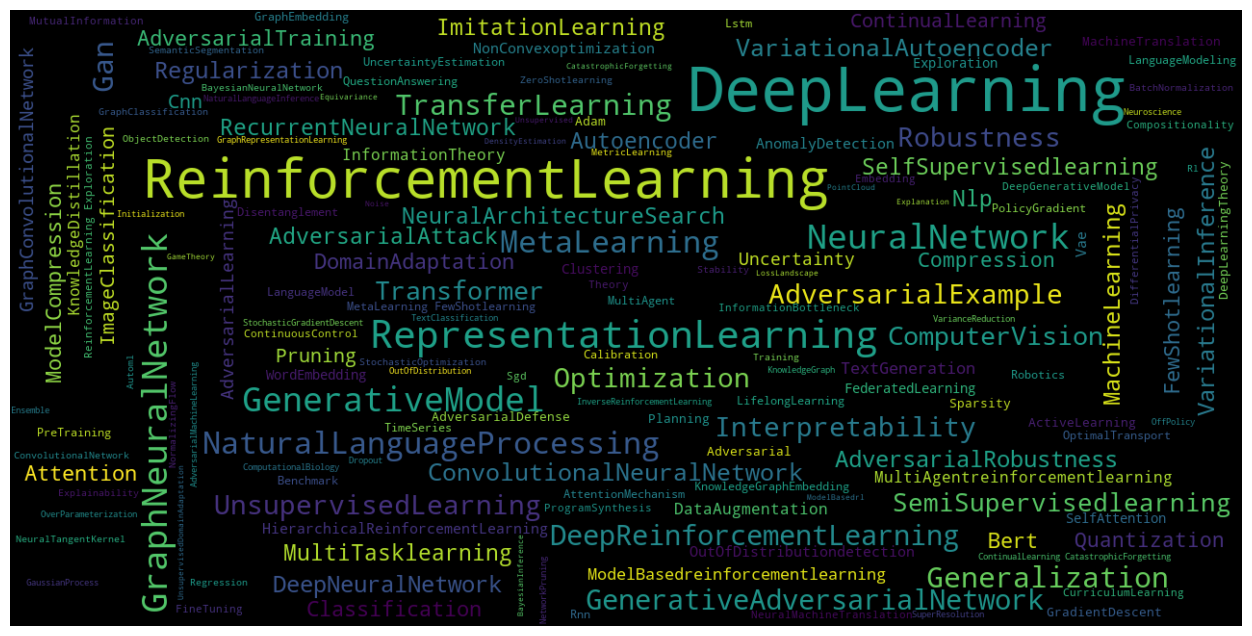 MutualInformation
GraphEmbedding
ImitationLearning
Lstm
ContinualLearning
AdversarialTraining
SemanticSegmentation
NonConvexoptimization
VariationalAutoencoder
MachineTranslation
GraphConvolutionalNetwork
Gan
Regularization
UncertaintyEstimation
CatastrophicForgetting
Exploration
LanguageModeling
QuestionAnswering
ZeroShotlearning
DeepLearning
BayesianNeuralNetwork
BatchNormalization
Cnn
NaturalLanguageInference
Equivariance
TransferLearning
GraphClassification
Neuroscience
Compositionality
RecurrentNeuralNetwork
Unsupervised
Adam
ObjectDetection
GraphRepresentationLearning
DensityEstimation
Autoencoder
AnomalyDetection
Robustness
InformationTheory
MetricLearning
SelfSupervisedlearning
ReinforcementLearning
Embedding
PointCloud
DeepGenerativeModel
Rl
ModelCompression
KnowledgeDistillation
ReinforcementLearning Exploration
ImageClassification
Initialization
Disentanglement
Noise
NeuralArchitectureSearch
Explanation
Nlp
PolicyGradient
AdversarialLearning
AdversarialAttack
MetaLearning
NeuralNetwork
Vae
MachineLearning
DifferentialPrivacy
FewShotlearning
VariationalInference
DeepLearningTheory
GraphNeuralNetwork
GameTheory
DomainAdaptation
Clustering
Stability
Uncertainty
Compression
LossLandscape
Theory
LanguageModel
Transformer
AdversarialExample
MetaLearning FewShotlearning
MultiAgent
InformationBottleneck
TextClassification
StochasticGradientDescent
ContinuousControl
RepresentationLearning
VarianceReduction
ComputerVision
Automl
Pruning
StochasticOptimization
Calibration
Training
WordEmbedding
OutOfDistribution
Sgd
Optimization
KnowledgeGraph
TextGeneration
Robotics
NormalizingFlow
AdversarialMachineLearning
FederatedLearning
GenerativeModel
InverseReinforcementLearning
LifelongLearning
Sparsity
Ensemble
AdversarialDefense
TimeSeries
Planning
Interpretability
ActiveLearning
OffPolicy
PreTraining
OptimalTransport
NaturalLanguageProcessing
Adversarial
ConvolutionalNetwork
ComputationalBiology
Dropout
AdversarialRobustness
Attention
ConvolutionalNeuralNetwork
UnsupervisedDomainAdaptation
Benchmark
MultiAgentreinforcementlearning
Explainability
KnowledgeGraphEmbedding
UnsupervisedLearning
AttentionMechanism
ModelBasedrl
SemiSupervisedlearning
OverParameterization
ProgramSynthesis
DataAugmentation
SelfAttention
HierarchicalReinforcementLearning
DeepReinforcementLearning
NeuralTangentKernel
Bert
Quantization
MultiTasklearning
BayesianInference
NetworkPruning
OutOfDistributiondetection
ContinualLearning CatastrophicForgetting
GaussianProcess
Regression
DeepNeuralNetwork
ModelBasedreinforcementlearning
Generalization
CurriculumLearning
FineTuning
Classification
GenerativeAdversarialNetwork
Rnn
NeuralMachineTranslation
SuperResolution
GradientDescent